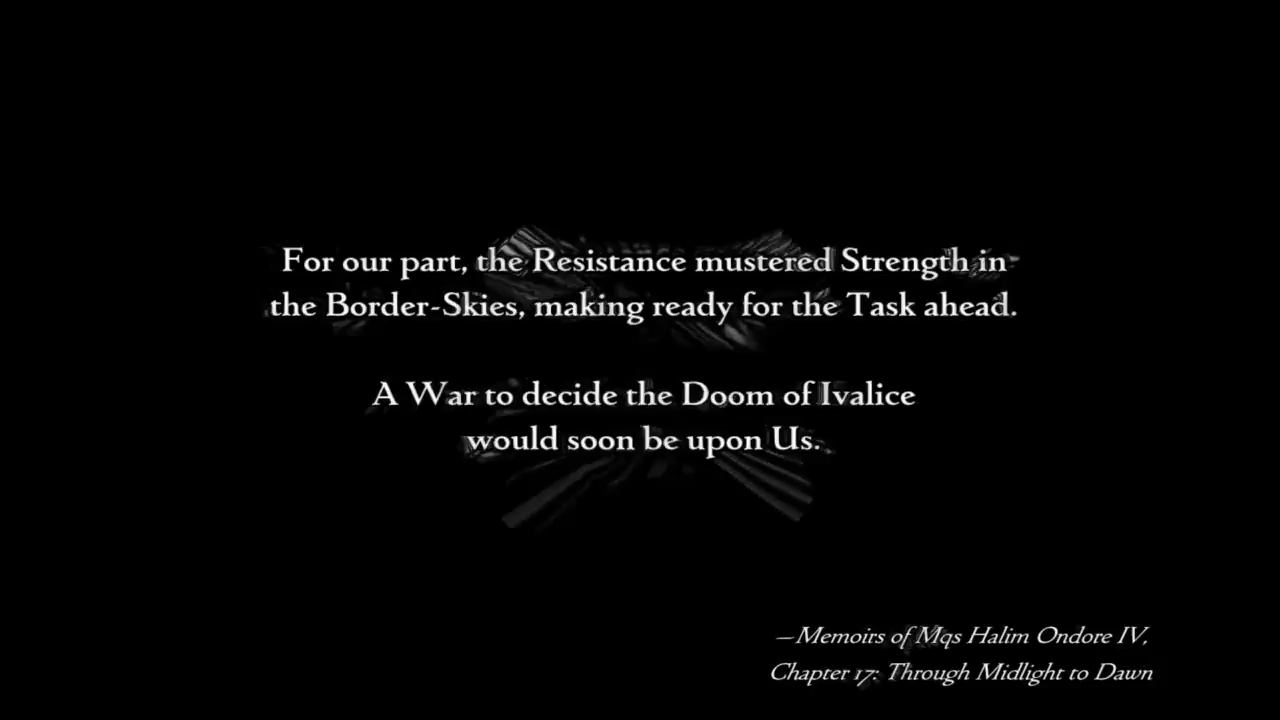 For our part, the Resistance mustered Strength in
the Border-Skies, making ready for the Task ahead.
A War to decide the Doom of Ivalice
would soon be upon Us.
—Memoirs of Mqs Halim Ondore IV,
Chapter 17: Through Midlight to Dawn